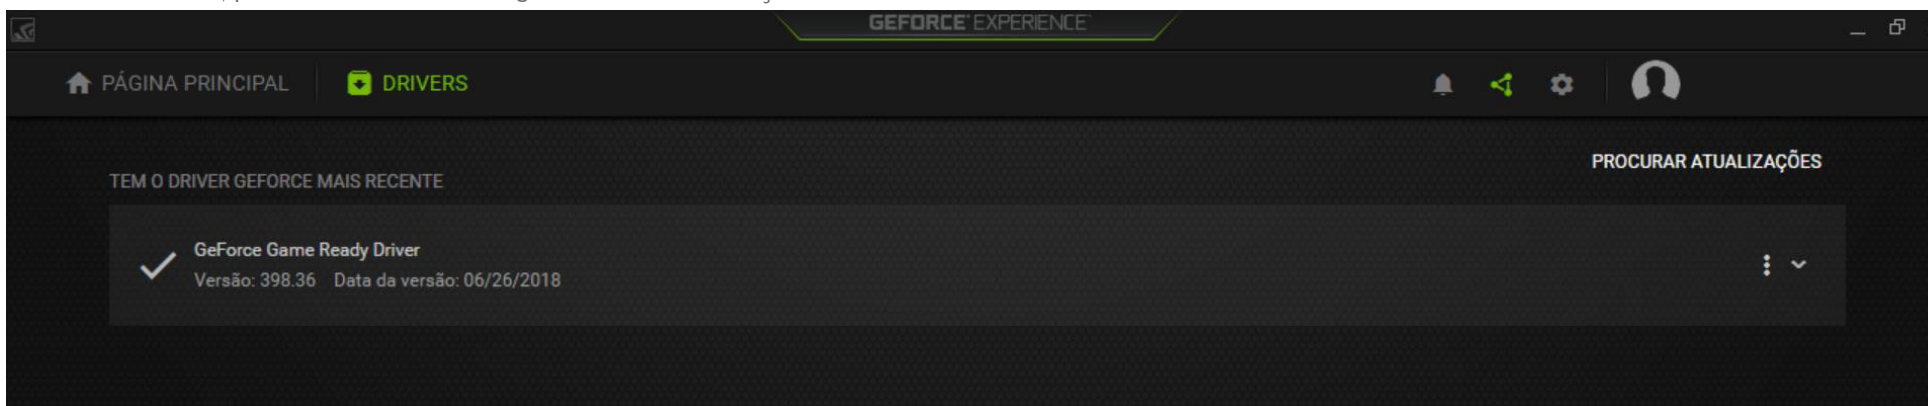 GEFORCE EXPERIENCE
PÁGINA PRINCIPAL
DRIVERS
PROCURAR ATUALIZAÇÕES
TEM O DRIVER GEFORCE MAIS RECENTE
GeForce Game Ready Driver
Versão: 398.36 Data da versão: 06/26/2018